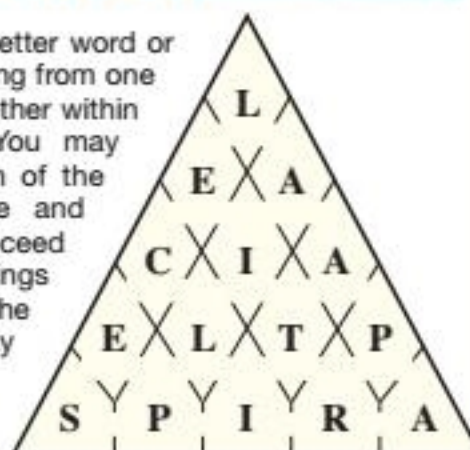 etter word or
ng from one
ther within
You may
n of the
e and
ceed
ngs
he
y
L
E A
C I A
E L T P
S P I R A